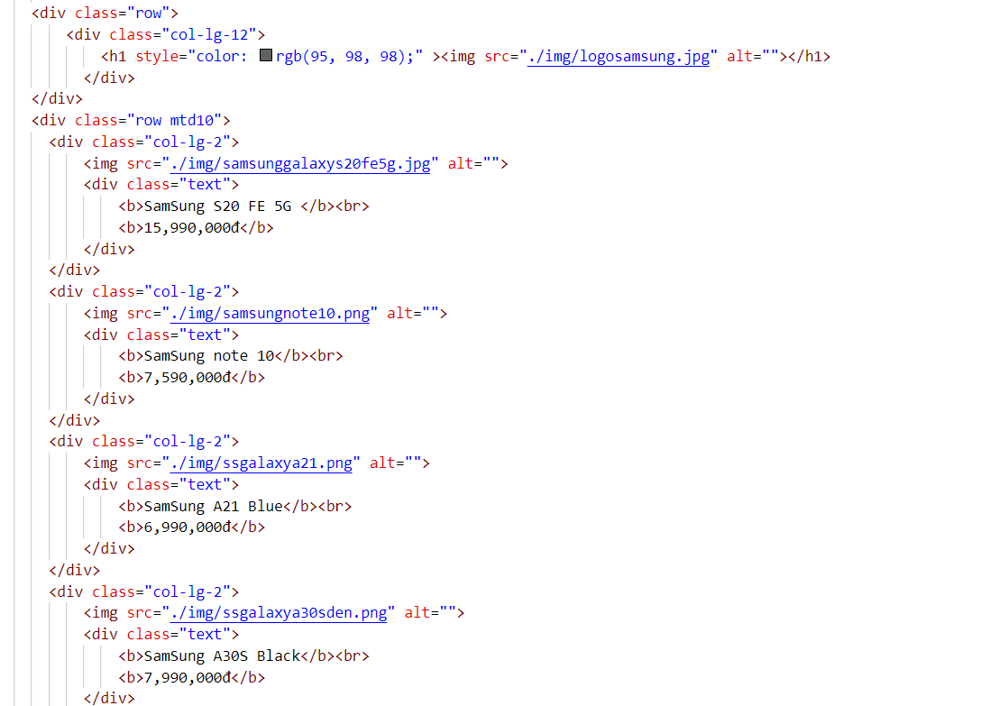 <div class="row">
<div class="col-lg-12">
<h1 style="color: rgb(95, 98, 98);" ><img src="./img/logosamsung.jpg" alt=""></h1>
</div>
</div>
<div class="row mtd10">
<div class="col-lg-2">
<img src="./img/samsunggalaxys20fe5g.jpg" alt="">
<div class="text">
<b>SamSung S20 FE 5G </b><br>
<b>15,990,000đ</b>
</div>
</div>
<div class="col-lg-2">
<img src="./img/samsungnote10.png" alt="">
<div class="text">
<b>SamSung note 10</b><br>
<b>7,590,000đ</b>
</div>
</div>
<div class="col-lg-2">
<img src="./img/ssgalaxya21.png" alt="">
<div class="text">
<b>SamSung A21 Blue</b><br>
<b>6,990,000đ</b>
</div>
</div>
<div class="col-lg-2">
<img src="./img/ssgalaxya30sden.png" alt="">
<div class="text">
<b>SamSung A30S Black</b><br>
<b>7,990,000đ</b>
</div>